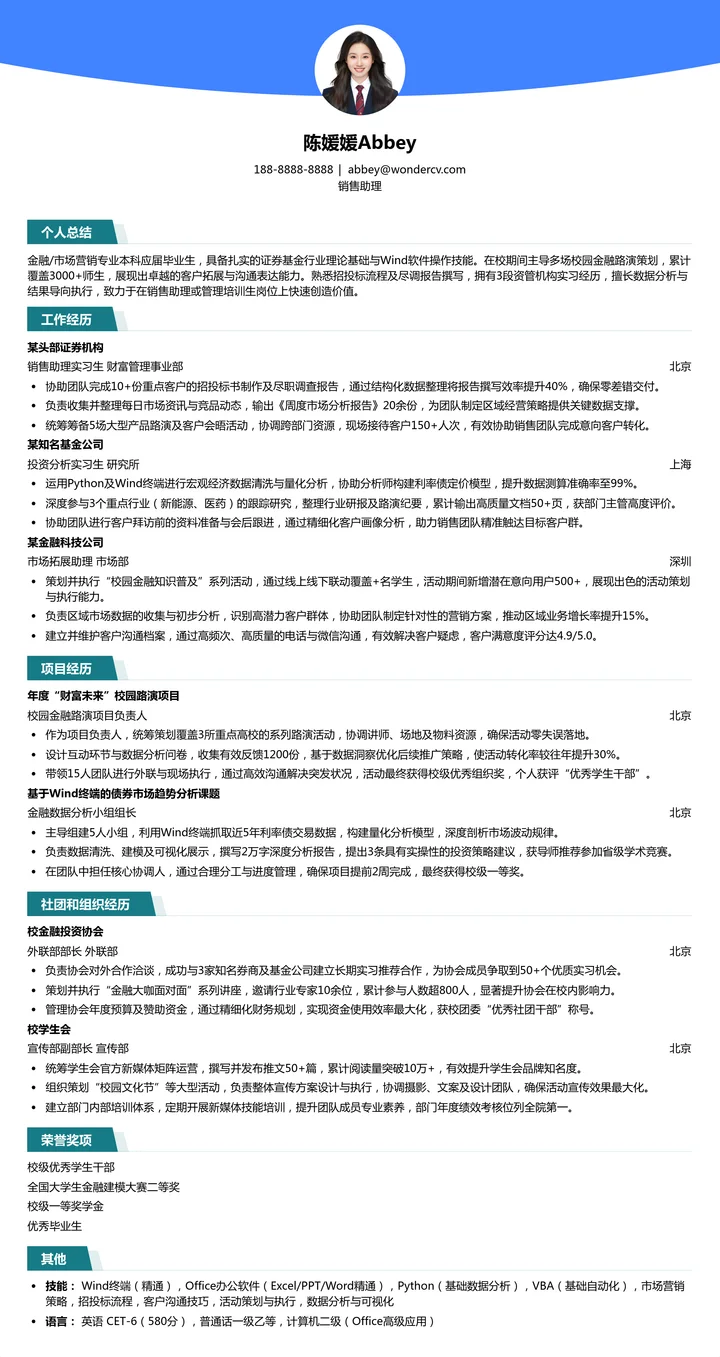 陈媛媛Abbey
188-8888-8888 | abbey@wondercv.com
销售助理
个人总结
金融/市场营销专业本科应届毕业生，具备扎实的证券基金行业理论基础与Wind软件操作技能。在校期间主导多场校园金融路演策划，累计
覆盖3000+师生，展现出卓越的客户拓展与沟通表达能力。熟悉招投标流程及尽调报告撰写，拥有3段资管机构实习经历，擅长数据分析与
结果导向执行，致力于在销售助理或管理培训生岗位上快速创造价值。
工作经历
某头部证券机构
销售助理实习生 财富管理事业部 北京
• 协助团队完成10+份重点客户的招投标书制作及尽职调查报告，通过结构化数据整理将报告撰写效率提升40%，确保零差错交付。
• 负责收集并整理每日市场资讯与竞品动态，输出《周度市场分析报告》20余份，为团队制定区域经营策略提供关键数据支撑。
• 统筹筹备5场大型产品路演及客户会晤活动，协调跨部门资源，现场接待客户150+人次，有效协助销售团队完成意向客户转化。
某知名基金公司
投资分析实习生 研究所 上海
• 运用Python及Wind终端进行宏观经济数据清洗与量化分析，协助分析师构建利率债定价模型，提升数据测算准确率至99%。
• 深度参与3个重点行业（新能源、医药）的跟踪研究，整理行业研报及路演纪要，累计输出高质量文档50+页，获部门主管高度评价。
• 协助团队进行客户拜访前的资料准备与会后跟进，通过精细化客户画像分析，助力销售团队精准触达目标客户群。
某金融科技公司
市场拓展助理 市场部 深圳
• 策划并执行“校园金融知识普及”系列活动，通过线上线下联动覆盖+名学生，活动期间新增潜在意向用户500+，展现出色的活动策划
与执行能力。
• 负责区域市场数据的收集与初步分析，识别高潜力客户群体，协助团队制定针对性的营销方案，推动区域业务增长率提升15%。
• 建立并维护客户沟通档案，通过高频次、高质量的电话与微信沟通，有效解决客户疑虑，客户满意度评分达4.9/5.0。
项目经历
年度“财富未来”校园路演项目
校园金融路演项目负责人 北京
• 作为项目负责人，统筹策划覆盖3所重点高校的系列路演活动，协调讲师、场地及物料资源，确保活动零失误落地。
• 设计互动环节与数据分析问卷，收集有效反馈1200份，基于数据洞察优化后续推广策略，使活动转化率较往年提升30%。
• 带领15人团队进行外联与现场执行，通过高效沟通解决突发状况，活动最终获得校级优秀组织奖，个人获评“优秀学生干部”。
基于Wind终端的债券市场趋势分析课题
金融数据分析小组组长 北京
• 主导组建5人小组，利用Wind终端抓取近5年利率债交易数据，构建量化分析模型，深度剖析市场波动规律。
• 负责数据清洗、建模及可视化展示，撰写2万字深度分析报告，提出3条具有实操性的投资策略建议，获导师推荐参加省级学术竞赛。
• 在团队中担任核心协调人，通过合理分工与进度管理，确保项目提前2周完成，最终获得校级一等奖。
社团和组织经历
校金融投资协会
外联部部长 外联部 北京
• 负责协会对外合作洽谈，成功与3家知名券商及基金公司建立长期实习推荐合作，为协会成员争取到50+个优质实习机会。
• 策划并执行“金融大咖面对面”系列讲座，邀请行业专家10余位，累计参与人数超800人，显著提升协会在校内影响力。
• 管理协会年度预算及赞助资金，通过精细化财务规划，实现资金使用效率最大化，获校团委“优秀社团干部”称号。
校学生会
宣传部副部长 宣传部 北京
• 统筹学生会官方新媒体矩阵运营，撰写并发布推文50+篇，累计阅读量突破10万+，有效提升学生会品牌知名度。
• 组织策划“校园文化节”等大型活动，负责整体宣传方案设计与执行，协调摄影、文案及设计团队，确保活动宣传效果最大化。
• 建立部门内部培训体系，定期开展新媒体技能培训，提升团队成员专业素养，部门年度绩效考核位列全院第一。
荣誉奖项
校级优秀学生干部
全国大学生金融建模大赛二等奖
校级一等奖学金
优秀毕业生
其他
• 技能： Wind终端（精通），Office办公软件（Excel/PPT/Word精通），Python（基础数据分析），VBA（基础自动化），市场营销
策略，招投标流程，客户沟通技巧，活动策划与执行，数据分析与可视化
• 语言： 英语 CET-6（580分），普通话一级乙等，计算机二级（Office高级应用）